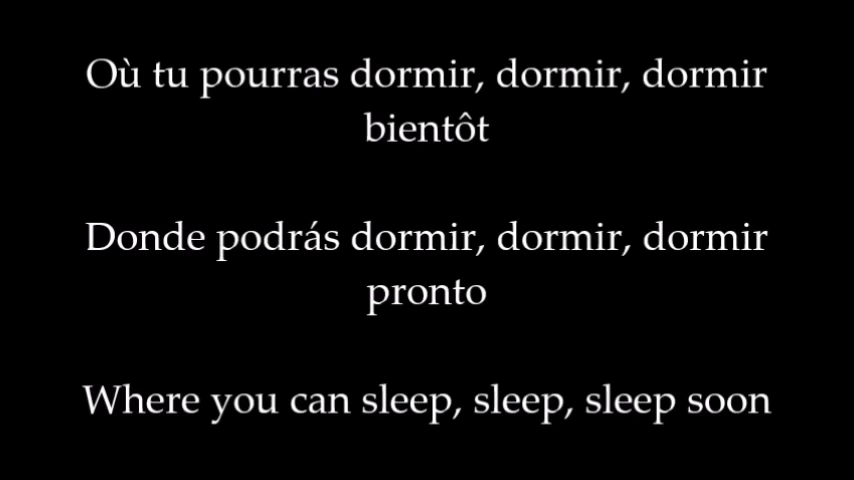 Où tu pourras dormir, dormir, dormir
bientôt
Donde podrás dormir, dormir, dormir
pronto
Where you can sleep, sleep, sleep soon